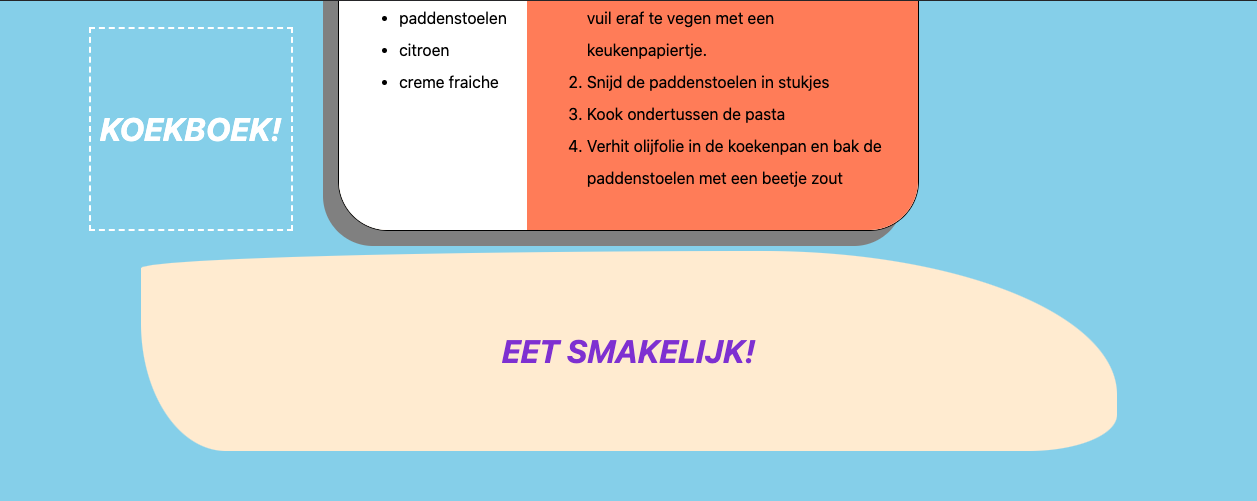 KOEKBOEK!
paddenstoelen
citroen
creme fraiche
vuil eraf te vegen met een
keukenpapiertje.
2. Snijd de paddenstoelen in stukjes
3. Kook ondertussen de pasta
4. Verhit olijfolie in de koekenpan en bak de
paddenstoelen met een beetje zout
EET SMAKELIJK!